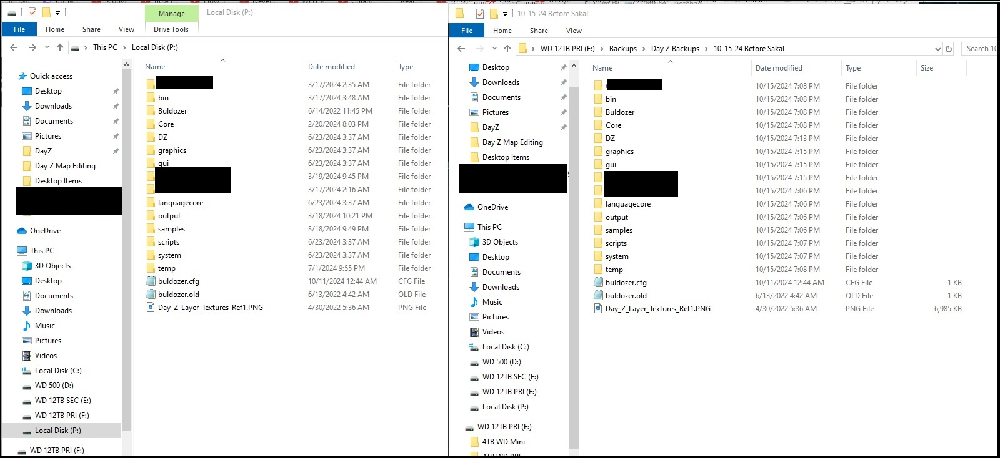 Manage
Local Disk (P:)
File Home Share View Drive Tools
This PC > Local Disk (P:)
Name Date modified Type
Quick access
Desktop
Downloads
Documents
Pictures
DayZ
Day Z Map Editing
Desktop Items
OneDrive
This PC
3D Objects
Desktop
Documents
Downloads
Music
Pictures
Videos
Local Disk (C:)
WD 500 (D:)
WD 12TB SEC (E:)
WD 12TB PRI (F:)
Local Disk (P:)
WD 12TB PRI (F:)
3/17/2024 2:35 AM File folder
bin 3/17/2024 3:48 AM File folder
Buldozer 6/14/2022 11:45 PM File folder
Core 2/20/2024 8:03 PM File folder
DZ 6/23/2024 3:37 AM File folder
graphics 6/23/2024 3:37 AM File folder
gui 6/23/2024 3:37 AM File folder
3/19/2024 9:45 PM File folder
3/17/2024 2:16 AM File folder
languagecore 6/23/2024 3:37 AM File folder
output 3/18/2024 10:21 PM File folder
samples 3/18/2024 9:49 PM File folder
scripts 6/23/2024 3:37 AM File folder
system 6/23/2024 3:37 AM File folder
temp 7/1/2024 9:55 PM File folder
buldozer.cfg 10/11/2024 12:44 AM CFG File
buldozer.old 6/13/2022 4:42 AM OLD File
Day_Z_Layer_Textures_Ref1.PNG 4/30/2022 5:36 AM PNG File
10-15-24 Before Sakal
File Home Share View
WD 12TB PRI (F:) > Backups > Day Z Backups > 10-15-24 Before Sakal
Search 10
Name Date modified Type Size
Desktop
Downloads
Documents
Pictures
DayZ
Day Z Map Editing
Desktop Items
OneDrive
This PC
3D Objects
Desktop
Documents
Downloads
Music
Pictures
Videos
Local Disk (C:)
WD 500 (D:)
WD 12TB SEC (E:)
WD 12TB PRI (F:)
Local Disk (P:)
WD 12TB PRI (F:)
4TB WD Mini
10/15/2024 7:08 PM File folder
bin 10/15/2024 7:08 PM File folder
Buldozer 10/15/2024 7:08 PM File folder
Core 10/15/2024 7:08 PM File folder
DZ 10/15/2024 7:13 PM File folder
graphics 10/15/2024 7:15 PM File folder
gui 10/15/2024 7:15 PM File folder
10/15/2024 7:15 PM File folder
10/15/2024 7:06 PM File folder
languagecore 10/15/2024 7:06 PM File folder
output 10/15/2024 7:06 PM File folder
samples 10/15/2024 7:06 PM File folder
scripts 10/15/2024 7:07 PM File folder
system 10/15/2024 7:07 PM File folder
temp 10/15/2024 7:08 PM File folder
buldozer.cfg 10/11/2024 12:44 AM CFG File 1 KB
buldozer.old 6/13/2022 4:42 AM OLD File 1 KB
Day_Z_Layer_Textures_Ref1.PNG 4/30/2022 5:36 AM PNG File 6,985 KB